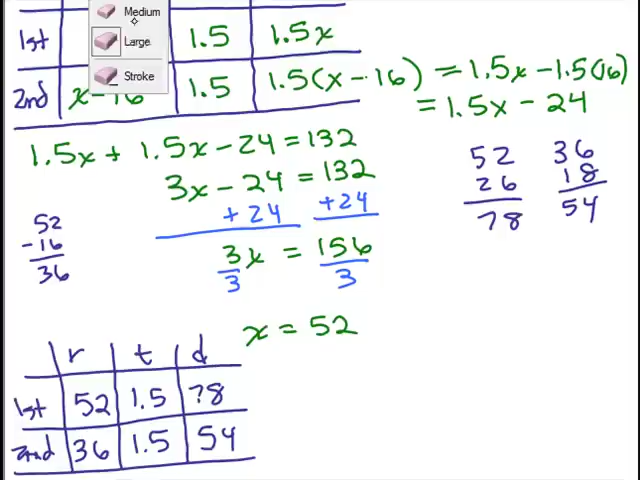 Medium
Large
Stroke
1st 1.5 1.5x
2nd x-16 1.5 1.5(x-16) = 1.5x - 1.5(16)
= 1.5x - 24
1.5x + 1.5x - 24 = 132
3x - 24 = 132
+24 +24
3x = 156
3 3
x = 52
52
-16
36
52
26
78
36
18
54
r t d
1st 52 1.5 78
2nd 36 1.5 54